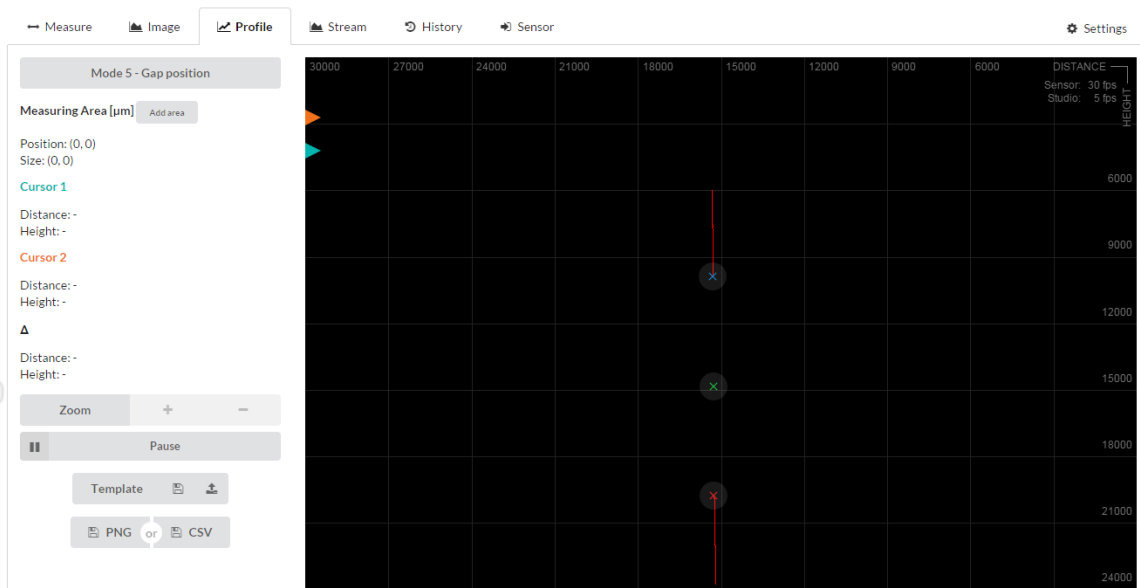 Measure Image Profile Stream History Sensor Settings
Mode 5 - Gap position
Measuring Area [μm] Add area
Position: (0, 0)
Size: (0, 0)
Cursor 1
Distance: -
Height: -
Cursor 2
Distance: -
Height: -
Δ
Distance: -
Height: -
Zoom + −
Pause
Template
PNG or CSV
30000 27000 24000 21000 18000 15000 12000 9000 6000 DISTANCE
Sensor: 30 fps
Studio: 5 fps
HEIGHT
6000
9000
12000
15000
18000
21000
24000